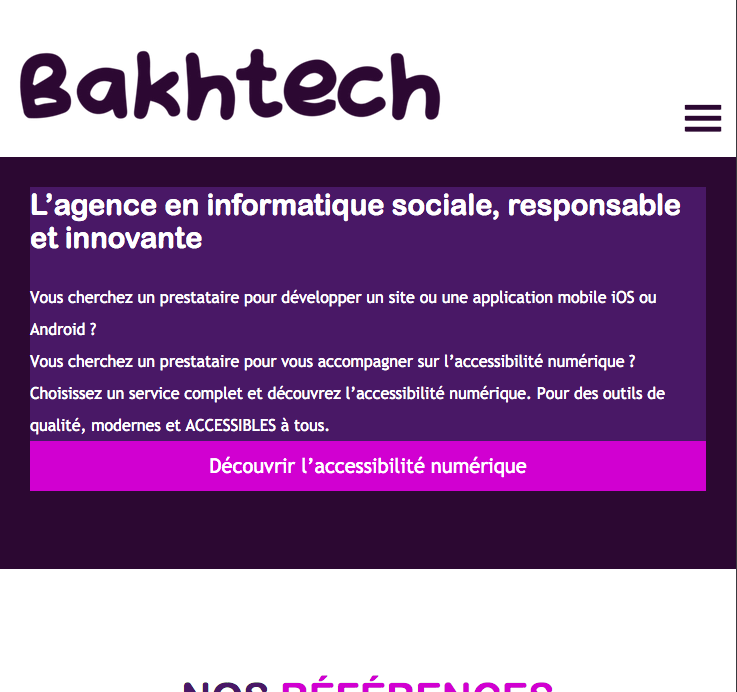 Bakhtech
L’agence en informatique sociale, responsable
et innovante
Vous cherchez un prestataire pour développer un site ou une application mobile iOS ou
Android ?
Vous cherchez un prestataire pour vous accompagner sur l’accessibilité numérique ?
Choisissez un service complet et découvrez l’accessibilité numérique. Pour des outils de
qualité, modernes et ACCESSIBLES à tous.
Découvrir l’accessibilité numérique
NOS RÉFÉRENCES